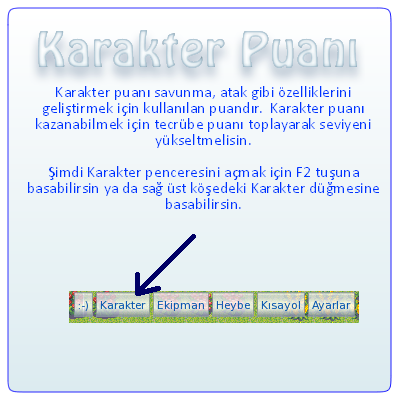 Karakter Puanı
Karakter puanı savunma, atak gibi özelliklerini
geliştirmek için kullanılan puandır. Karakter puanı
kazanabilmek için tecrübe puanı toplayarak seviyeni
yükseltmelisin.
Şimdi Karakter penceresini açmak için F2 tuşuna
basabilirsin ya da sağ üst köşedeki Karakter düğmesine
basabilirsin.
:-) Karakter Ekipman Heybe Kısayol Ayarlar